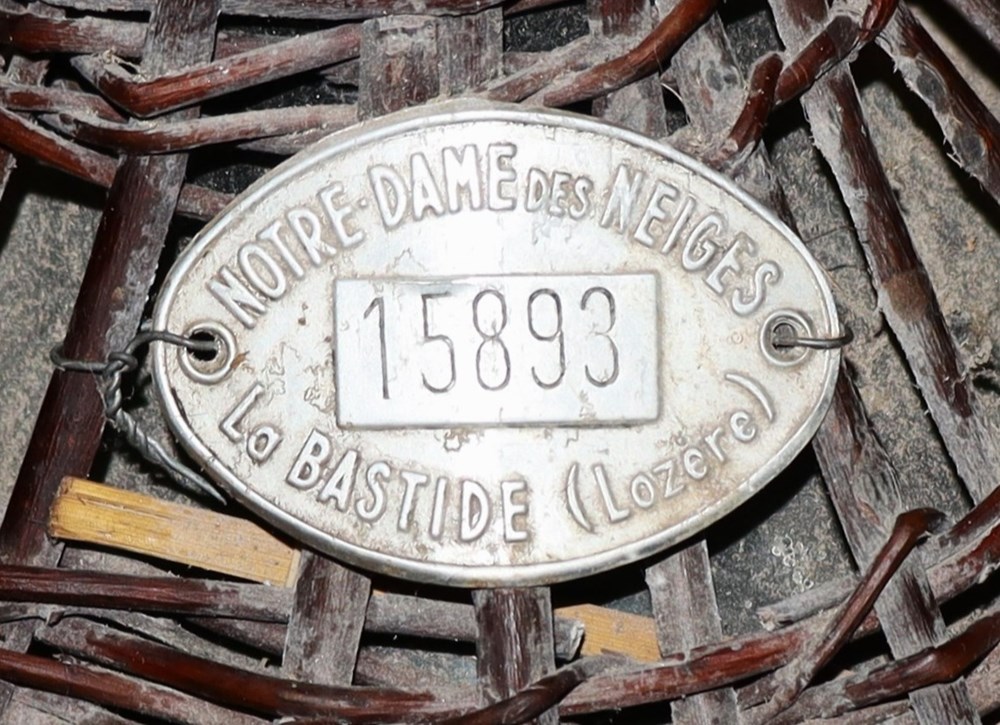 NOTRE-DAME DES NEIGES
15893
La BASTIDE (Lozère)